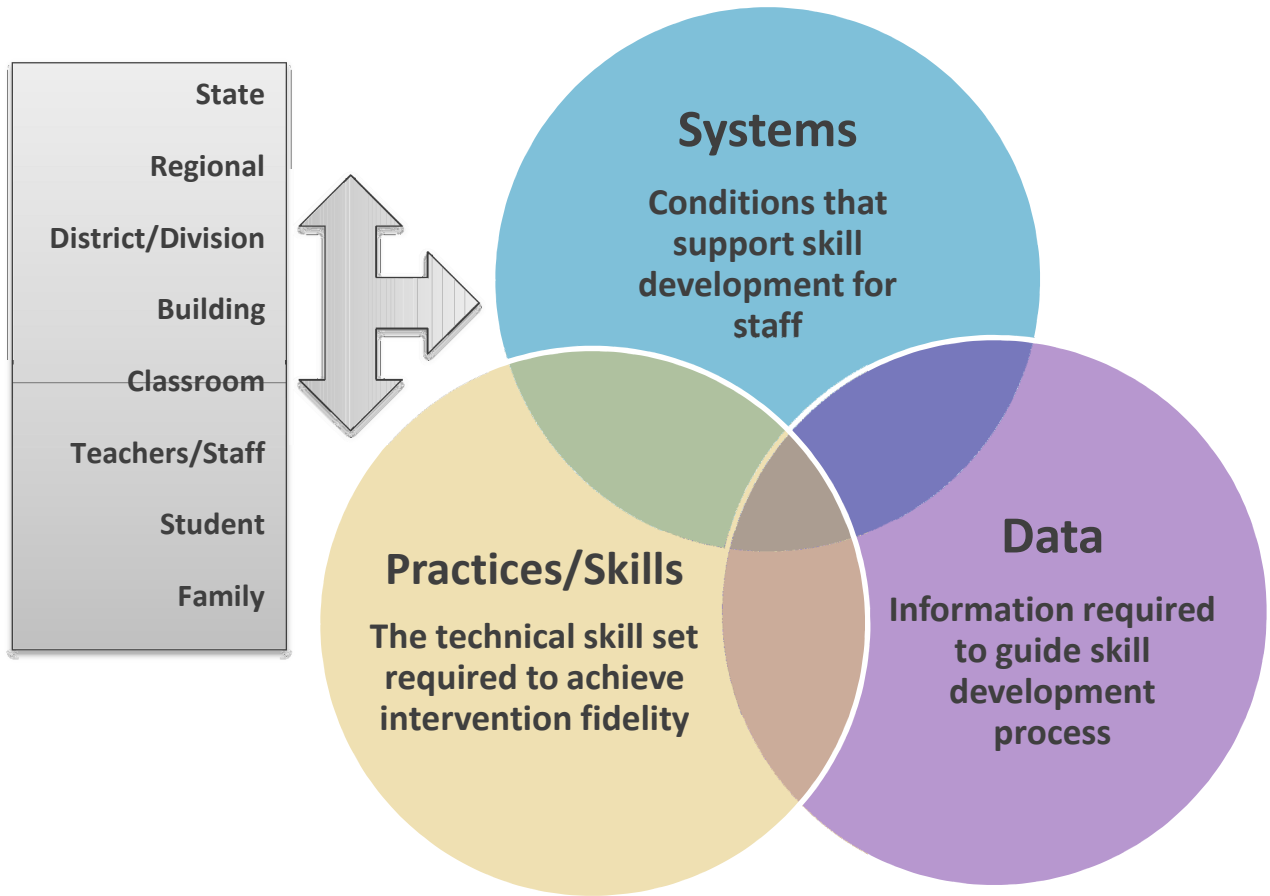 State
Regional
District/Division
Building
Classroom
Teachers/Staff
Student
Family
Systems
Conditions that
support skill
development for
staff
Practices/Skills
The technical skill set
required to achieve
intervention fidelity
Data
Information required
to guide skill
development
process